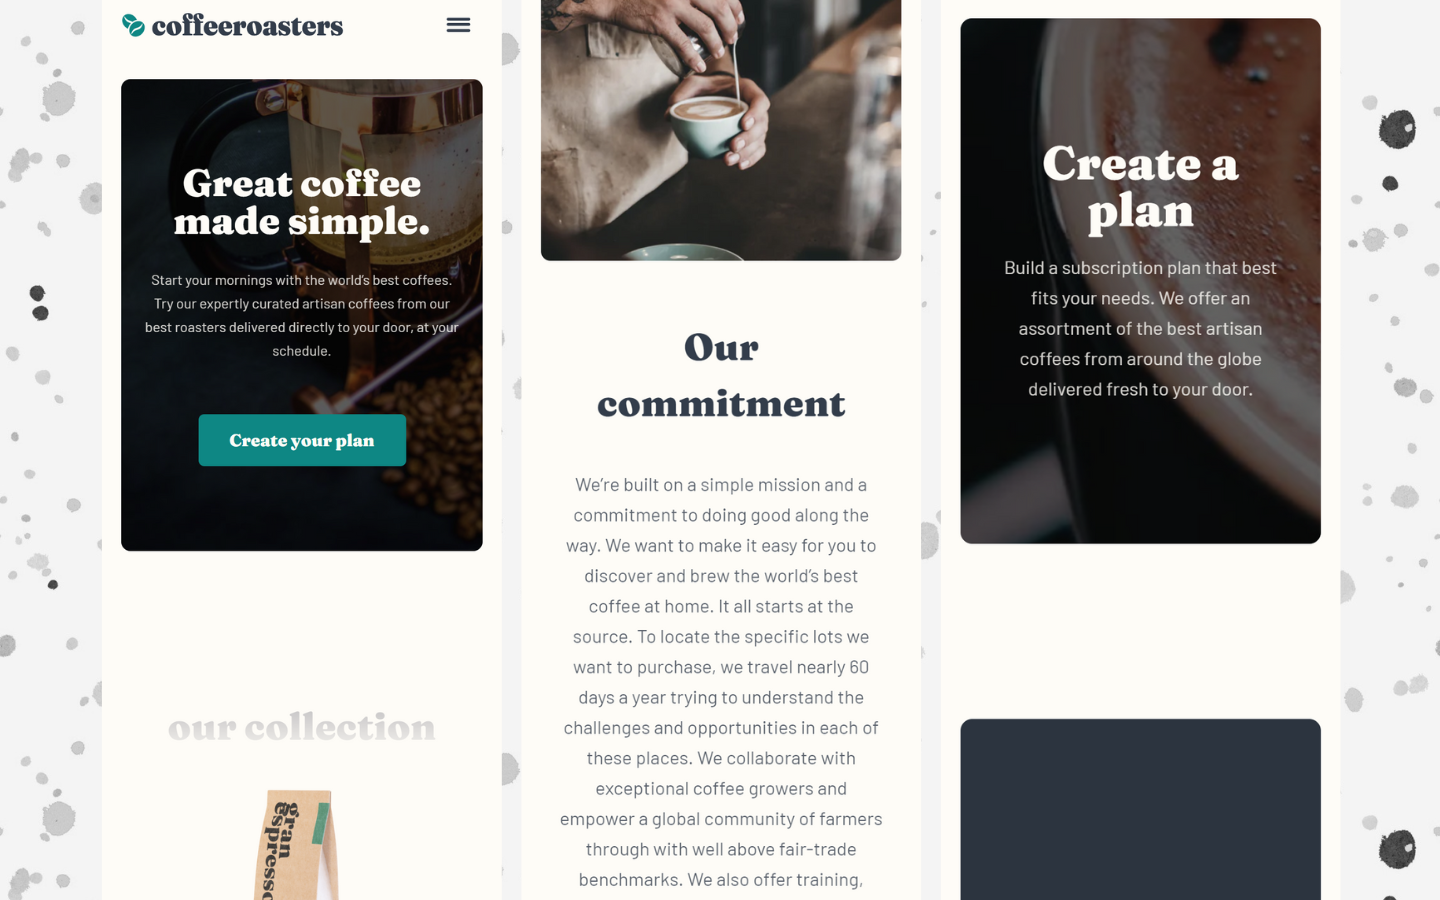 coffeeroasters
Great coffee
made simple.
Start your mornings with the world's best coffees.
Try our expertly curated artisan coffees from our
best roasters delivered directly to your door, at your
schedule.
Create your plan
our collection
gran
espresso
Our
commitment
We're built on a simple mission and a
commitment to doing good along the
way. We want to make it easy for you to
discover and brew the world's best
coffee at home. It all starts at the
source. To locate the specific lots we
want to purchase, we travel nearly 60
days a year trying to understand the
challenges and opportunities in each of
these places. We collaborate with
exceptional coffee growers and
empower a global community of farmers
through with well above fair-trade
benchmarks. We also offer training,
Create a
plan
Build a subscription plan that best
fits your needs. We offer an
assortment of the best artisan
coffees from around the globe
delivered fresh to your door.